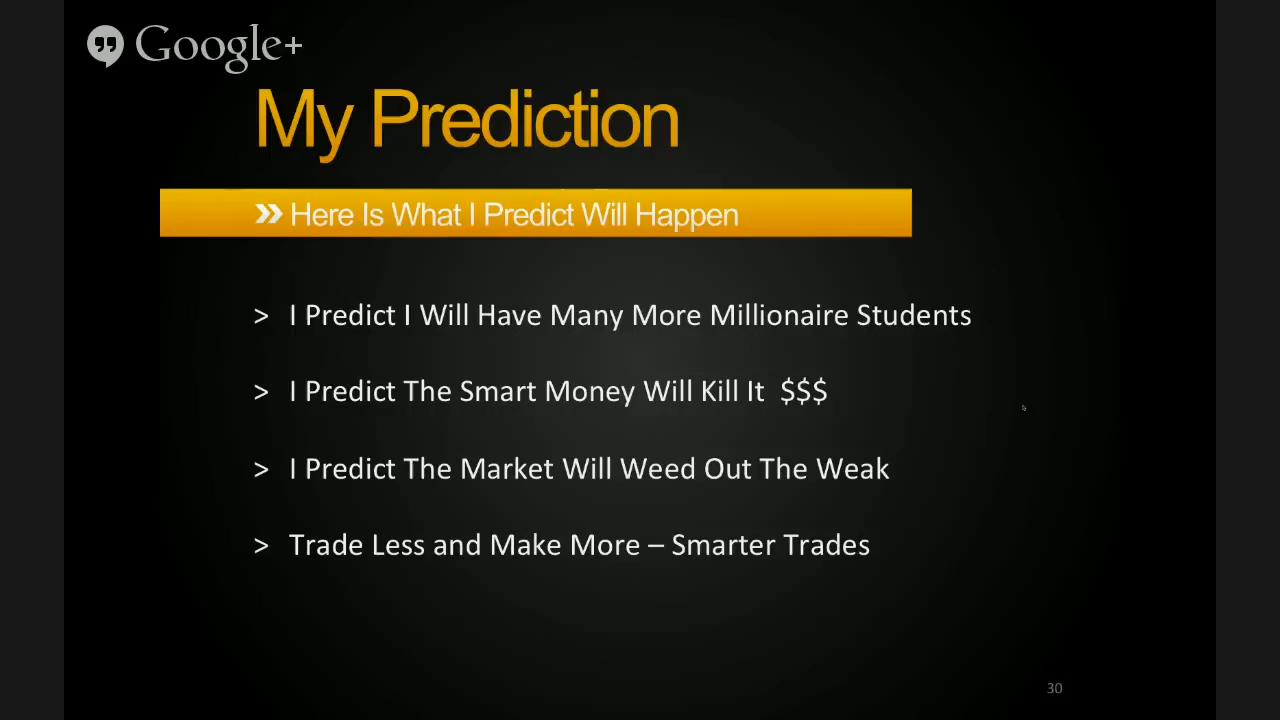 Google+
My Prediction
» Here Is What I Predict Will Happen
> I Predict I Will Have Many More Millionaire Students
> I Predict The Smart Money Will Kill It $$$
> I Predict The Market Will Weed Out The Weak
> Trade Less and Make More – Smarter Trades
30